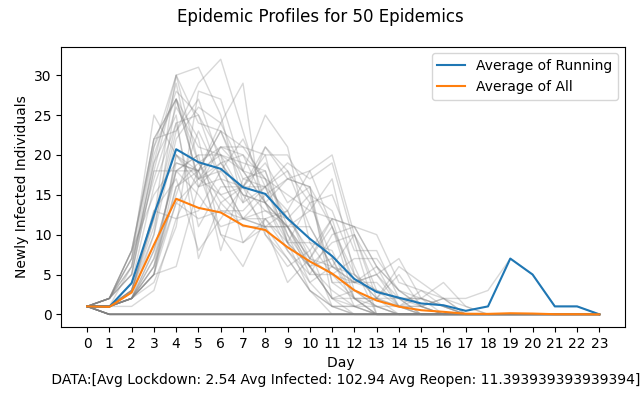 Epidemic Profiles for 50 Epidemics
Average of Running
Average of All
Newly Infected Individuals
30
25
20
15
10
5
0
0 1 2 3 4 5 6 7 8 9 10 11 12 13 14 15 16 17 18 19 20 21 22 23
Day
DATA:[Avg Lockdown: 2.54 Avg Infected: 102.94 Avg Reopen: 11.393939393939394]